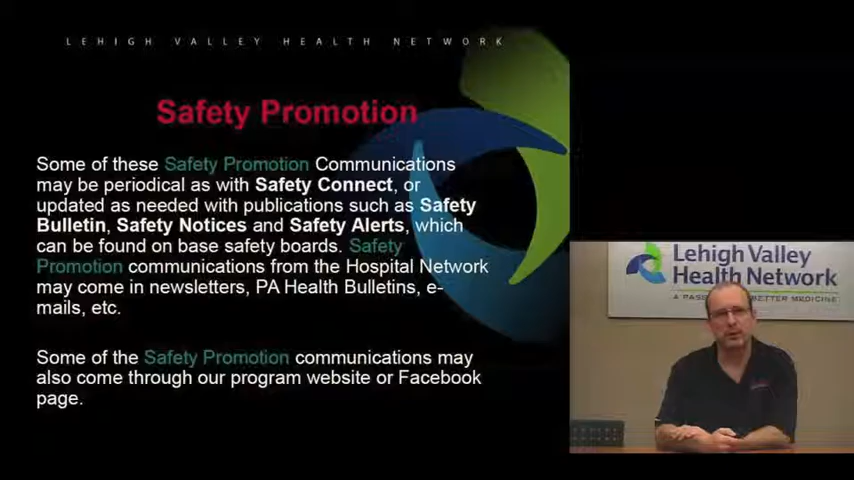 LEHIGH VALLEY HEALTH NETWORK
Safety Promotion
Some of these Safety Promotion Communications
may be periodical as with Safety Connect, or
updated as needed with publications such as Safety
Bulletin, Safety Notices and Safety Alerts, which
can be found on base safety boards. Safety
Promotion communications from the Hospital Network
may come in newsletters, PA Health Bulletins, e-
mails, etc.
Some of the Safety Promotion communications may
also come through our program website or Facebook
page.
Lehigh Valley
Health Network
A PASS BETTER MEDICINE